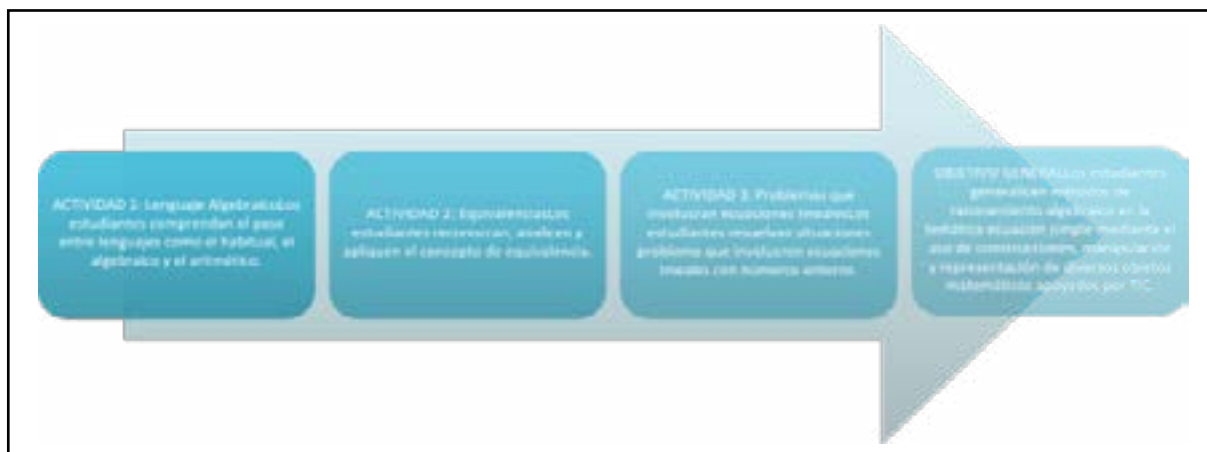 ACTIVIDAD 1: Lenguaje AlgebraicoLos
estudiantes comprendan el paso
entre lenguajes como el habitual, el
algebraico y el aritmético.
ACTIVIDAD 2: EquivalenciasLos
estudiantes reconozcan, analicen y
apliquen el concepto de equivalencia.
ACTIVIDAD 3: Problemas que
involucran ecuaciones linealesLos
estudiantes resuelvan situaciones
problema que involucren ecuaciones
lineales con números enteros.
OBJETIVO GENERALLos estudiantes
generalicen métodos de
razonamiento algebraico en la
temática ecuación mediante el
uso de construcciones, manipulación
y representación de diversos objetos
matemáticos apoyados por TIC.